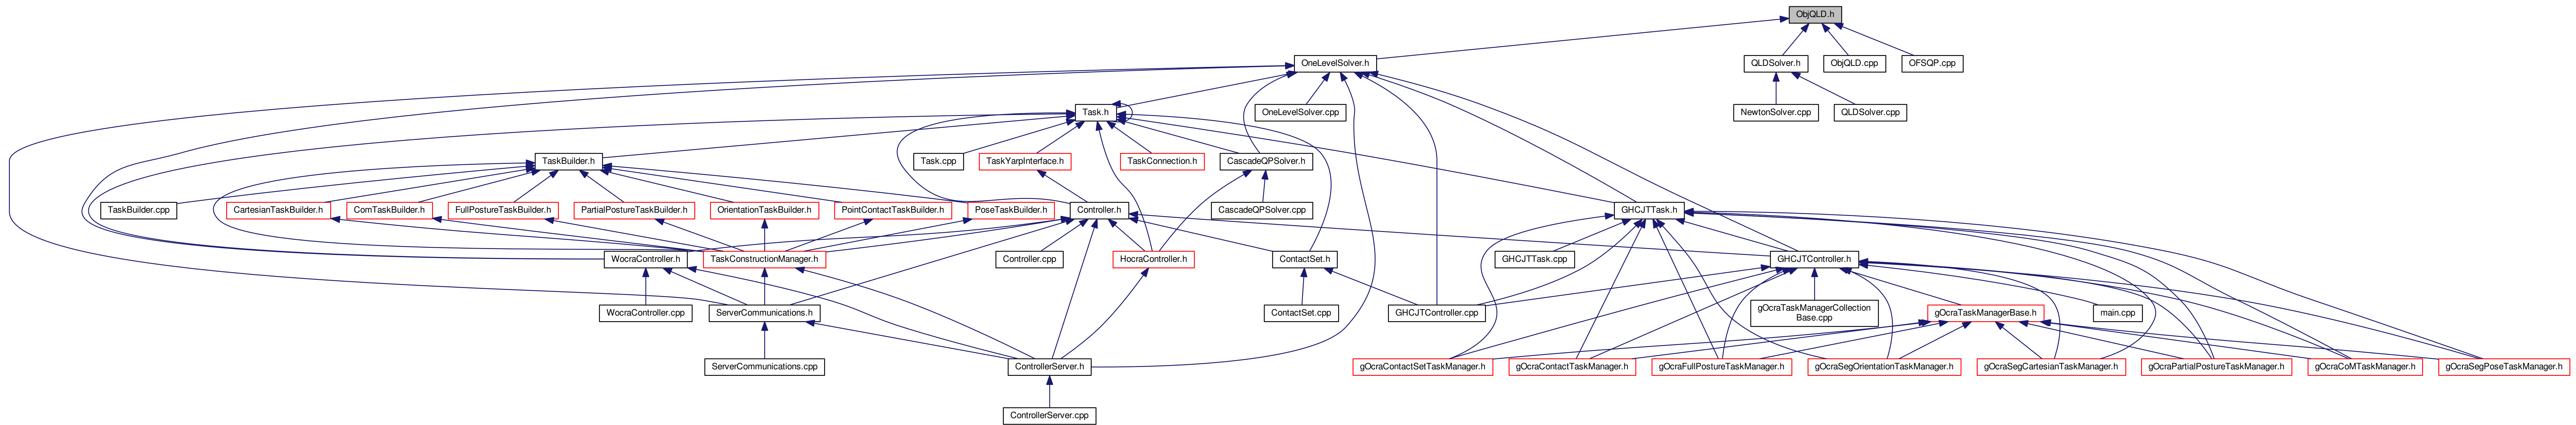 ObjQLD.h
OneLevelSolver.h
QLDSolver.h
ObjQLD.cpp
OFSQP.cpp
Task.h
OneLevelSolver.cpp
NewtonSolver.cpp
QLDSolver.cpp
TaskBuilder.h
Task.cpp
TaskYarpInterface.h
TaskConnection.h
CascadeQPSolver.h
TaskBuilder.cpp
CartesianTaskBuilder.h
ComTaskBuilder.h
FullPostureTaskBuilder.h
PartialPostureTaskBuilder.h
OrientationTaskBuilder.h
PointContactTaskBuilder.h
PoseTaskBuilder.h
Controller.h
CascadeQPSolver.cpp
GHCJTTask.h
WocraController.h
TaskConstructionManager.h
Controller.cpp
HocraController.h
ContactSet.h
GHCJTTask.cpp
GHCJTController.h
WocraController.cpp
ServerCommunications.h
ContactSet.cpp
GHCJTController.cpp
gOcraTaskManagerCollection
Base.cpp
gOcraTaskManagerBase.h
main.cpp
ServerCommunications.cpp
ControllerServer.h
gOcraContactSetTaskManager.h
gOcraContactTaskManager.h
gOcraFullPostureTaskManager.h
gOcraSegOrientationTaskManager.h
gOcraSegCartesianTaskManager.h
gOcraPartialPostureTaskManager.h
gOcraCoMTaskManager.h
gOcraSegPoseTaskManager.h
ControllerServer.cpp